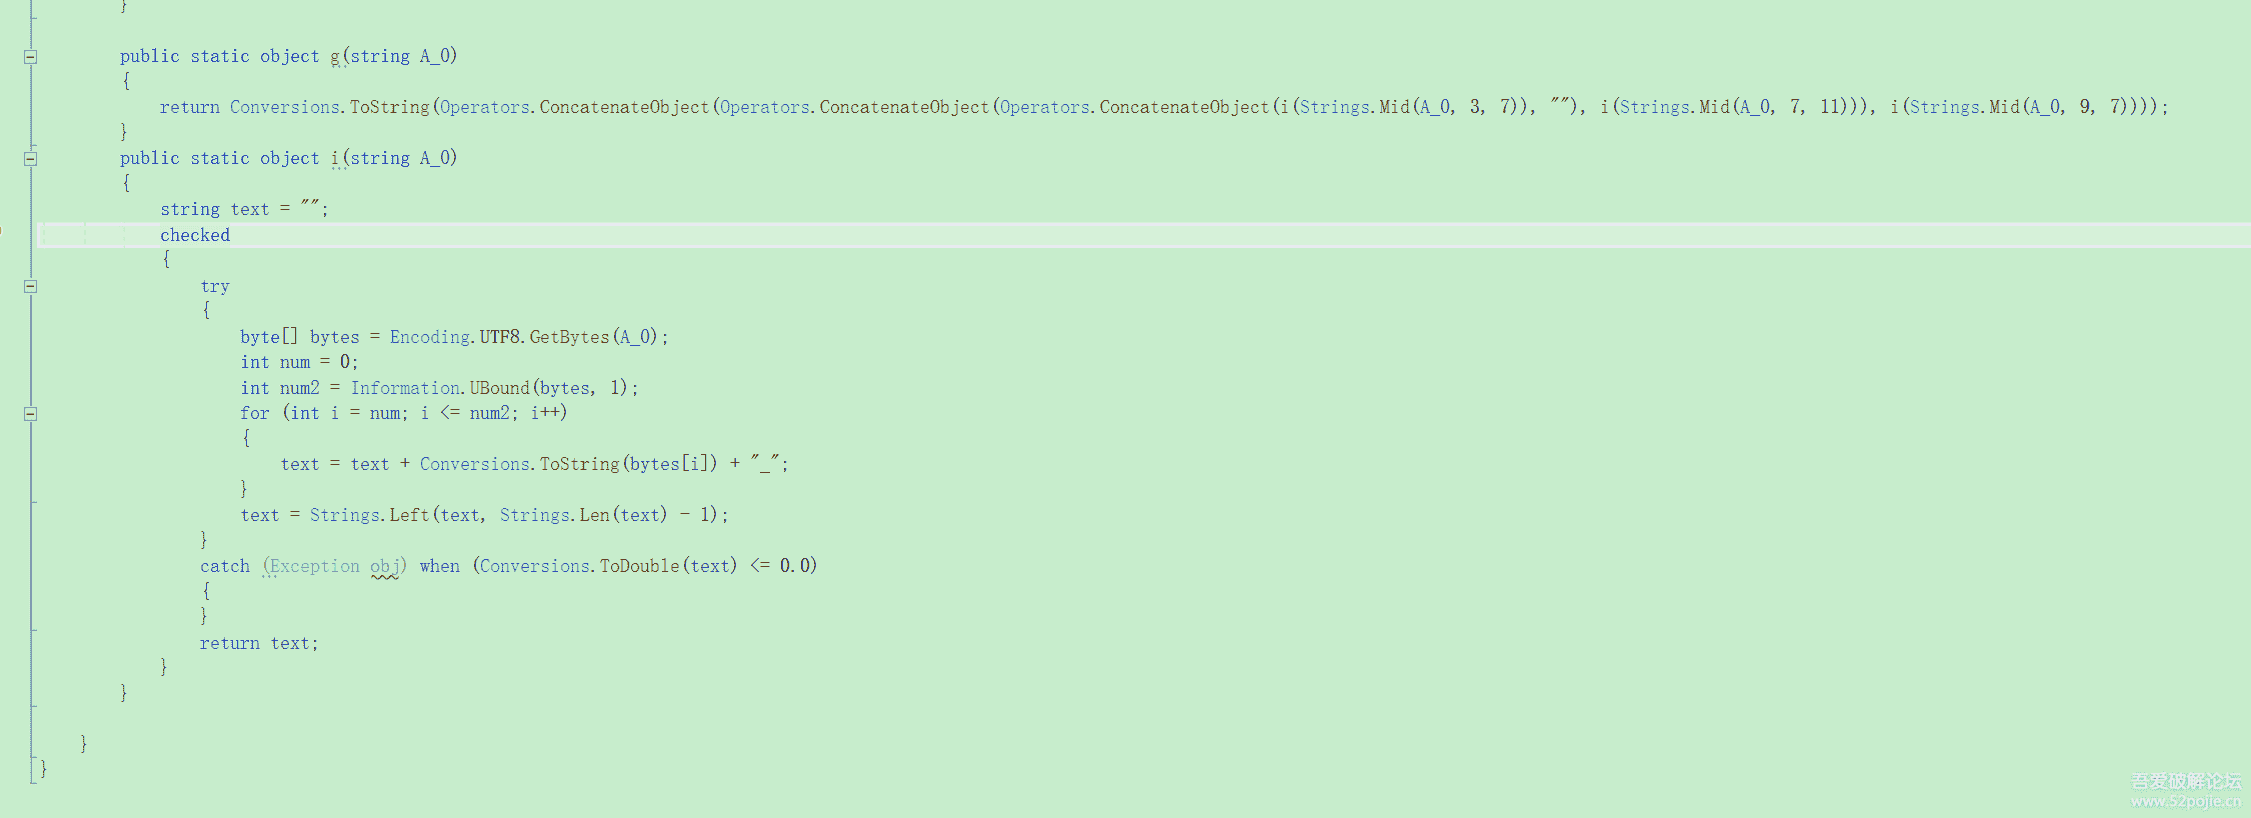 }
public static object g(string A_0)
{
return Conversions.ToString(Operators.ConcatenateObject(Operators.ConcatenateObject(Operators.ConcatenateObject(i(Strings.Mid(A_0, 3, 7)), ""), i(Strings.Mid(A_0, 7, 11))), i(Strings.Mid(A_0, 9, 7))));
}
public static object i(string A_0)
{
string text = "";
checked
{
try
{
byte[] bytes = Encoding.UTF8.GetBytes(A_0);
int num = 0;
int num2 = Information.UBound(bytes, 1);
for (int i = num; i <= num2; i++)
{
text = text + Conversions.ToString(bytes[i]) + "_";
}
text = Strings.Left(text, Strings.Len(text) - 1);
}
catch (Exception obj) when (Conversions.ToDouble(text) <= 0.0)
{
}
return text;
}
}
}
}
吾爱破解论坛
www.52pojie.cn